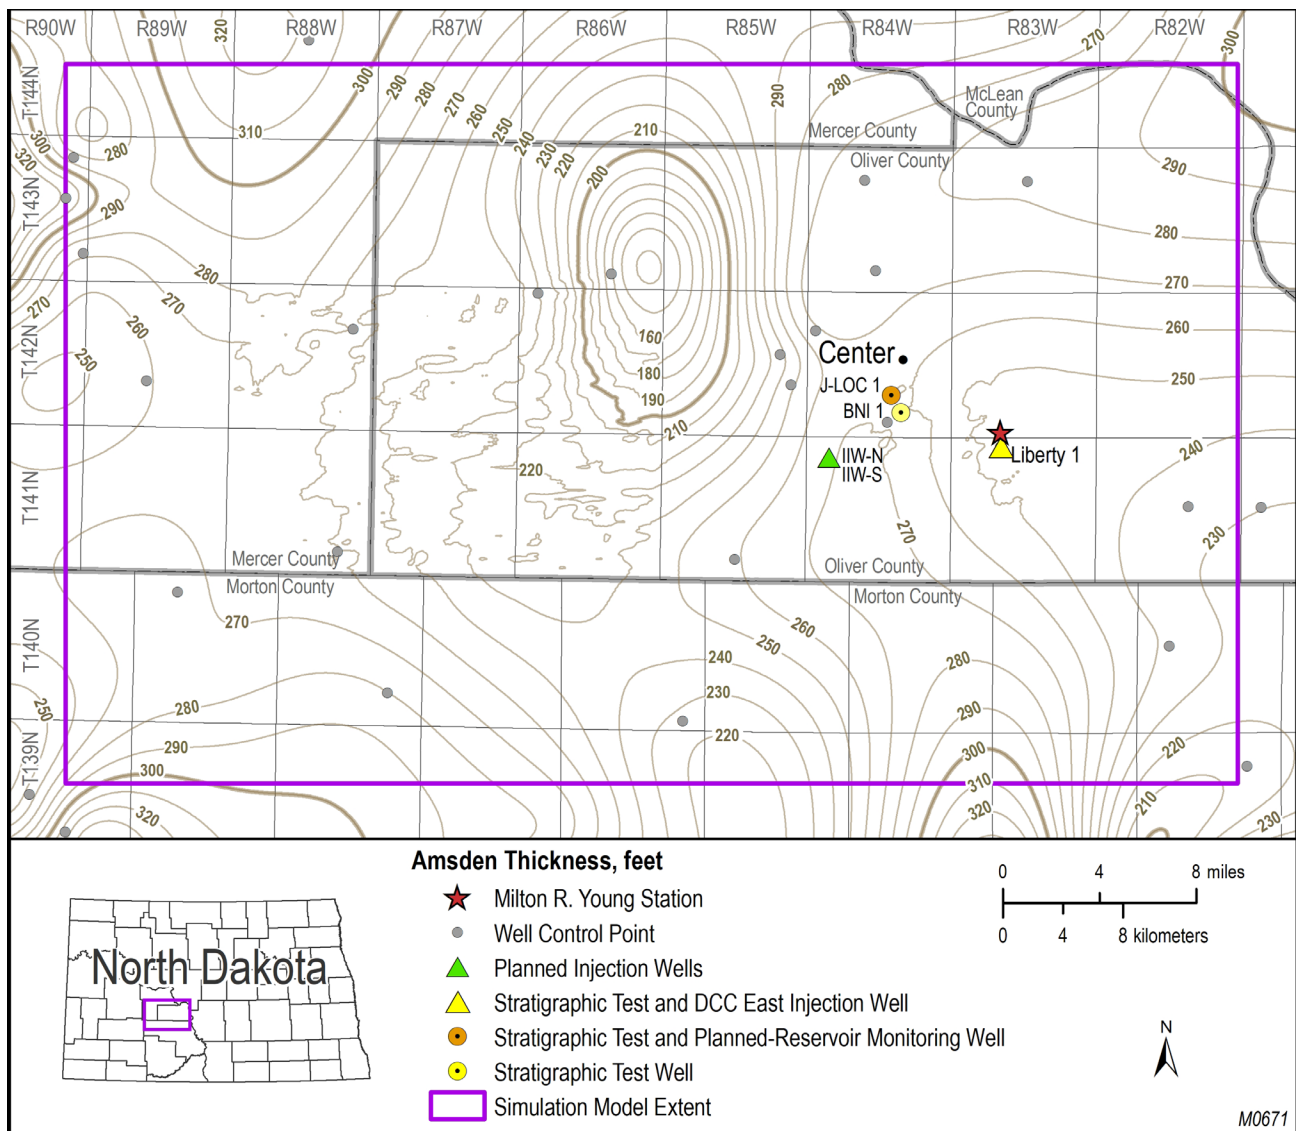 R90W R89W R88W R87W R86W R85W R84W R83W R82W
320
270
300
300
290
280
270
260
250
240
230
220
200
210
290
280
McLean
County
T144N
310
280
300
320
Mercer County
Oliver County
290
T143N
290
280
280
270
270
270
260
T142N
260
250
160
180
190
210
Center
J-LOC 1
BNI 1
250
240
IIW-N
IIW-S
Liberty 1
220
T141N
270
230
Mercer County
Morton County
Oliver County
Morton County
T140N
270
260
250
240
230
220
280
290
300
310
320
250
280
290
300
320
T139N
220
210
230
Amsden Thickness, feet
Milton R. Young Station
Well Control Point
Planned Injection Wells
Stratigraphic Test and DCC East Injection Well
Stratigraphic Test and Planned-Reservoir Monitoring Well
Stratigraphic Test Well
Simulation Model Extent
North Dakota
0 4 8 miles
0 4 8 kilometers
N
M0671